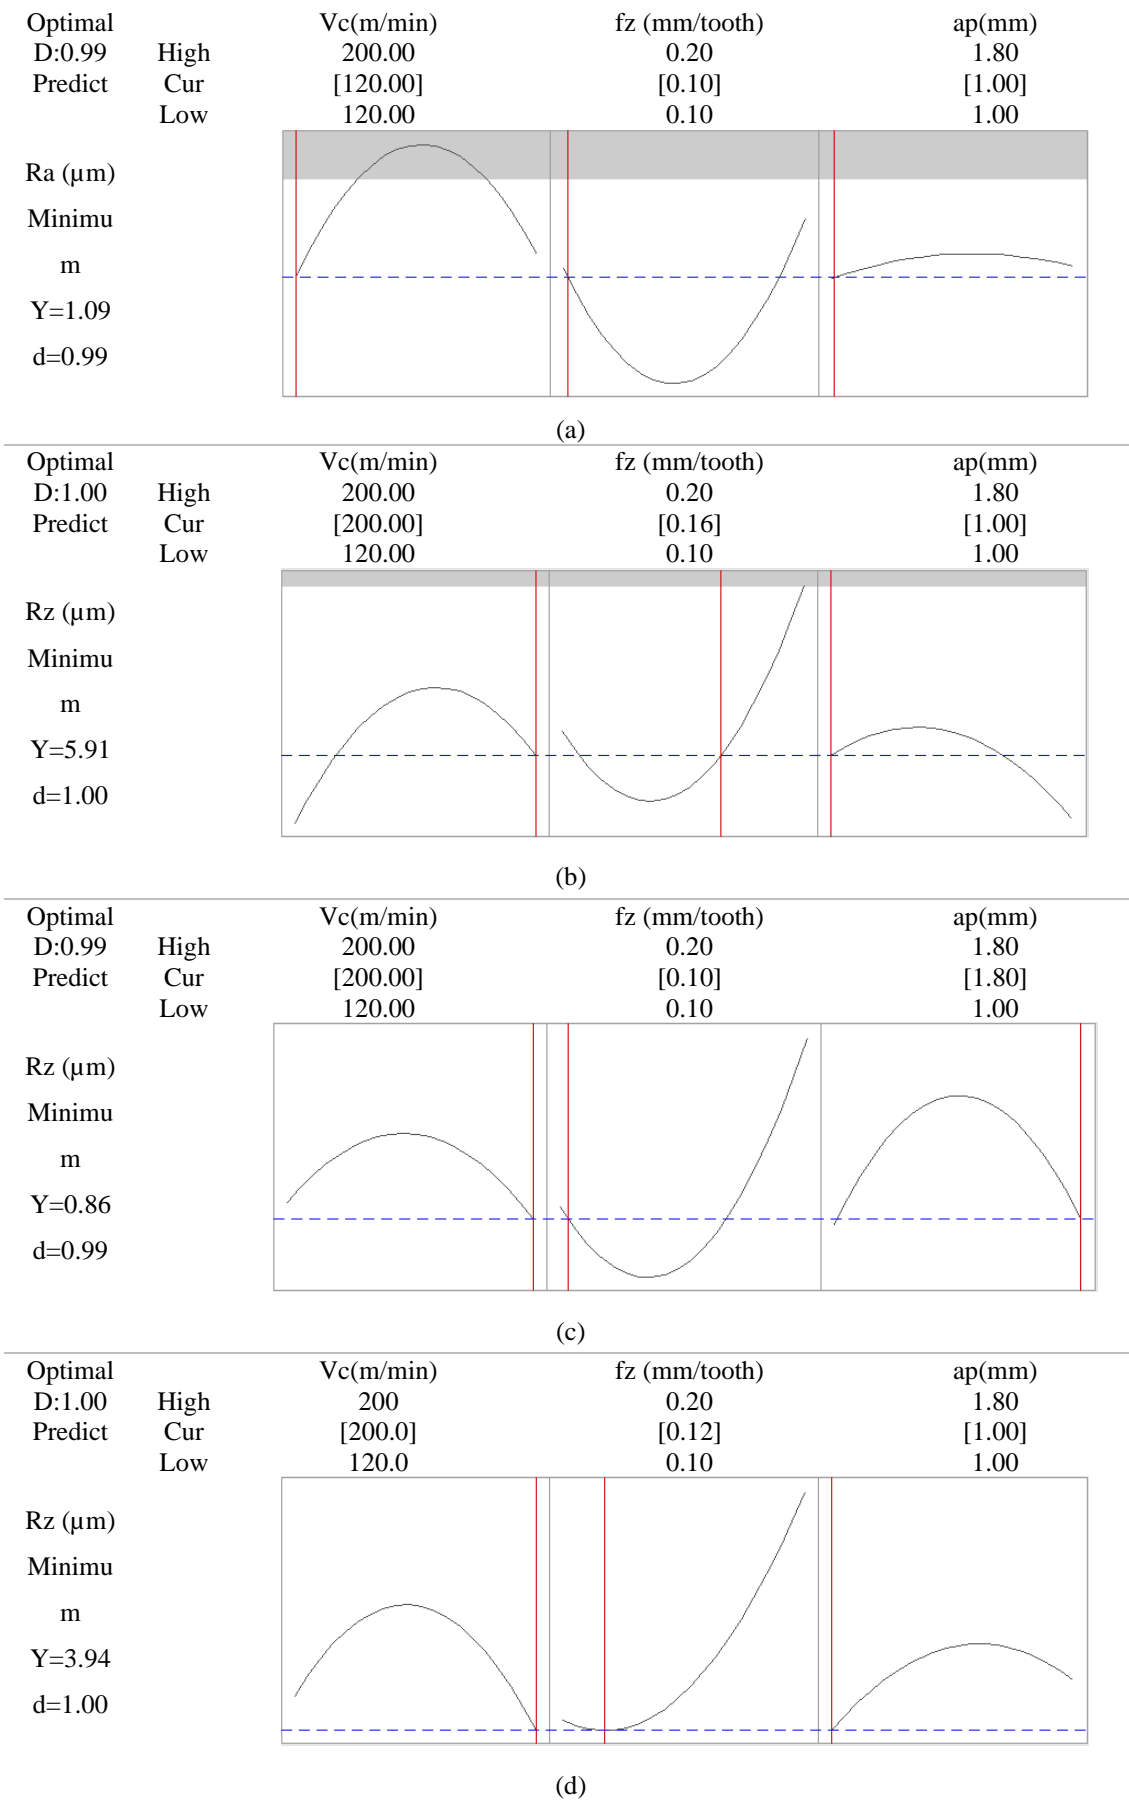 Optimal Vc(m/min) fz (mm/tooth) ap(mm)
D:0.99 High 200.00 0.20 1.80
Predict Cur [120.00] [0.10] [1.00]
Low 120.00 0.10 1.00
Ra (µm)
Minimu
m
Y=1.09
d=0.99
(a)
Optimal Vc(m/min) fz (mm/tooth) ap(mm)
D:1.00 High 200.00 0.20 1.80
Predict Cur [200.00] [0.16] [1.00]
Low 120.00 0.10 1.00
Rz (µm)
Minimu
m
Y=5.91
d=1.00
(b)
Optimal Vc(m/min) fz (mm/tooth) ap(mm)
D:0.99 High 200.00 0.20 1.80
Predict Cur [200.00] [0.10] [1.80]
Low 120.00 0.10 1.00
Rz (µm)
Minimu
m
Y=0.86
d=0.99
(c)
Optimal Vc(m/min) fz (mm/tooth) ap(mm)
D:1.00 High 200 0.20 1.80
Predict Cur [200.0] [0.12] [1.00]
Low 120.0 0.10 1.00
Rz (µm)
Minimu
m
Y=3.94
d=1.00
(d)